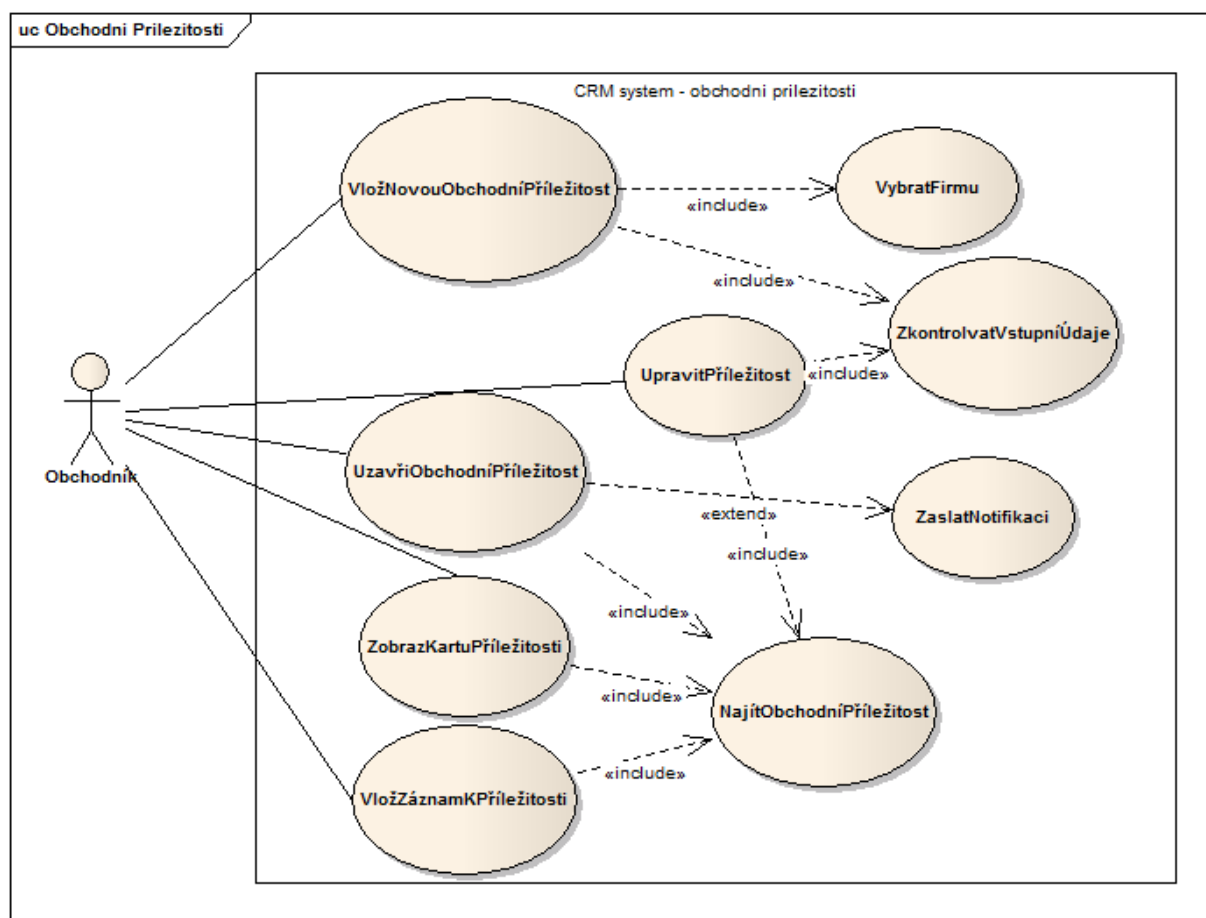 uc Obchodni Prilezitosti
CRM system - obchodni prilezitosti
VložNovouObchodníPříležitost
«include»
VybratFirmu
«include»
ZkontrolvatVstupníÚdaje
UpravitPříležitost
«include»
Obchodník
UzavřiObchodníPříležitost
«extend»
ZaslatNotifikaci
«include»
«include»
ZobrazKartuPříležitosti
«include»
NajítObchodníPříležitost
«include»
VložZáznamKPříležitosti